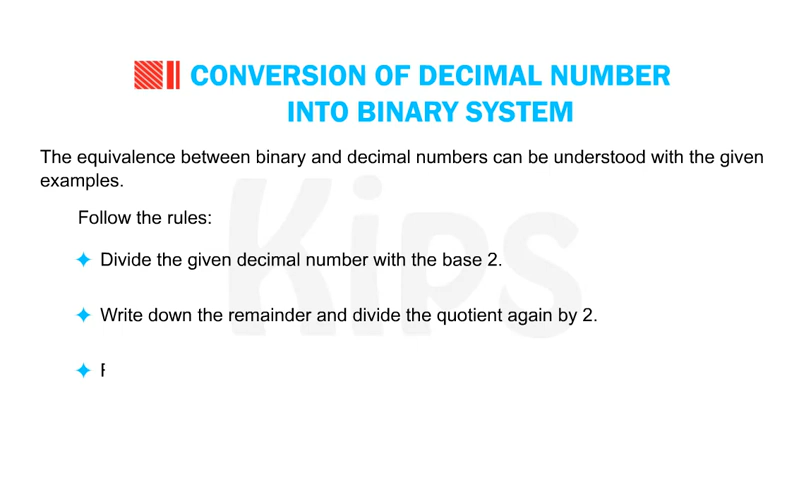 CONVERSION OF DECIMAL NUMBER
INTO BINARY SYSTEM
The equivalence between binary and decimal numbers can be understood with the given
examples.
Follow the rules:
Divide the given decimal number with the base 2.
Write down the remainder and divide the quotient again by 2.
Kips